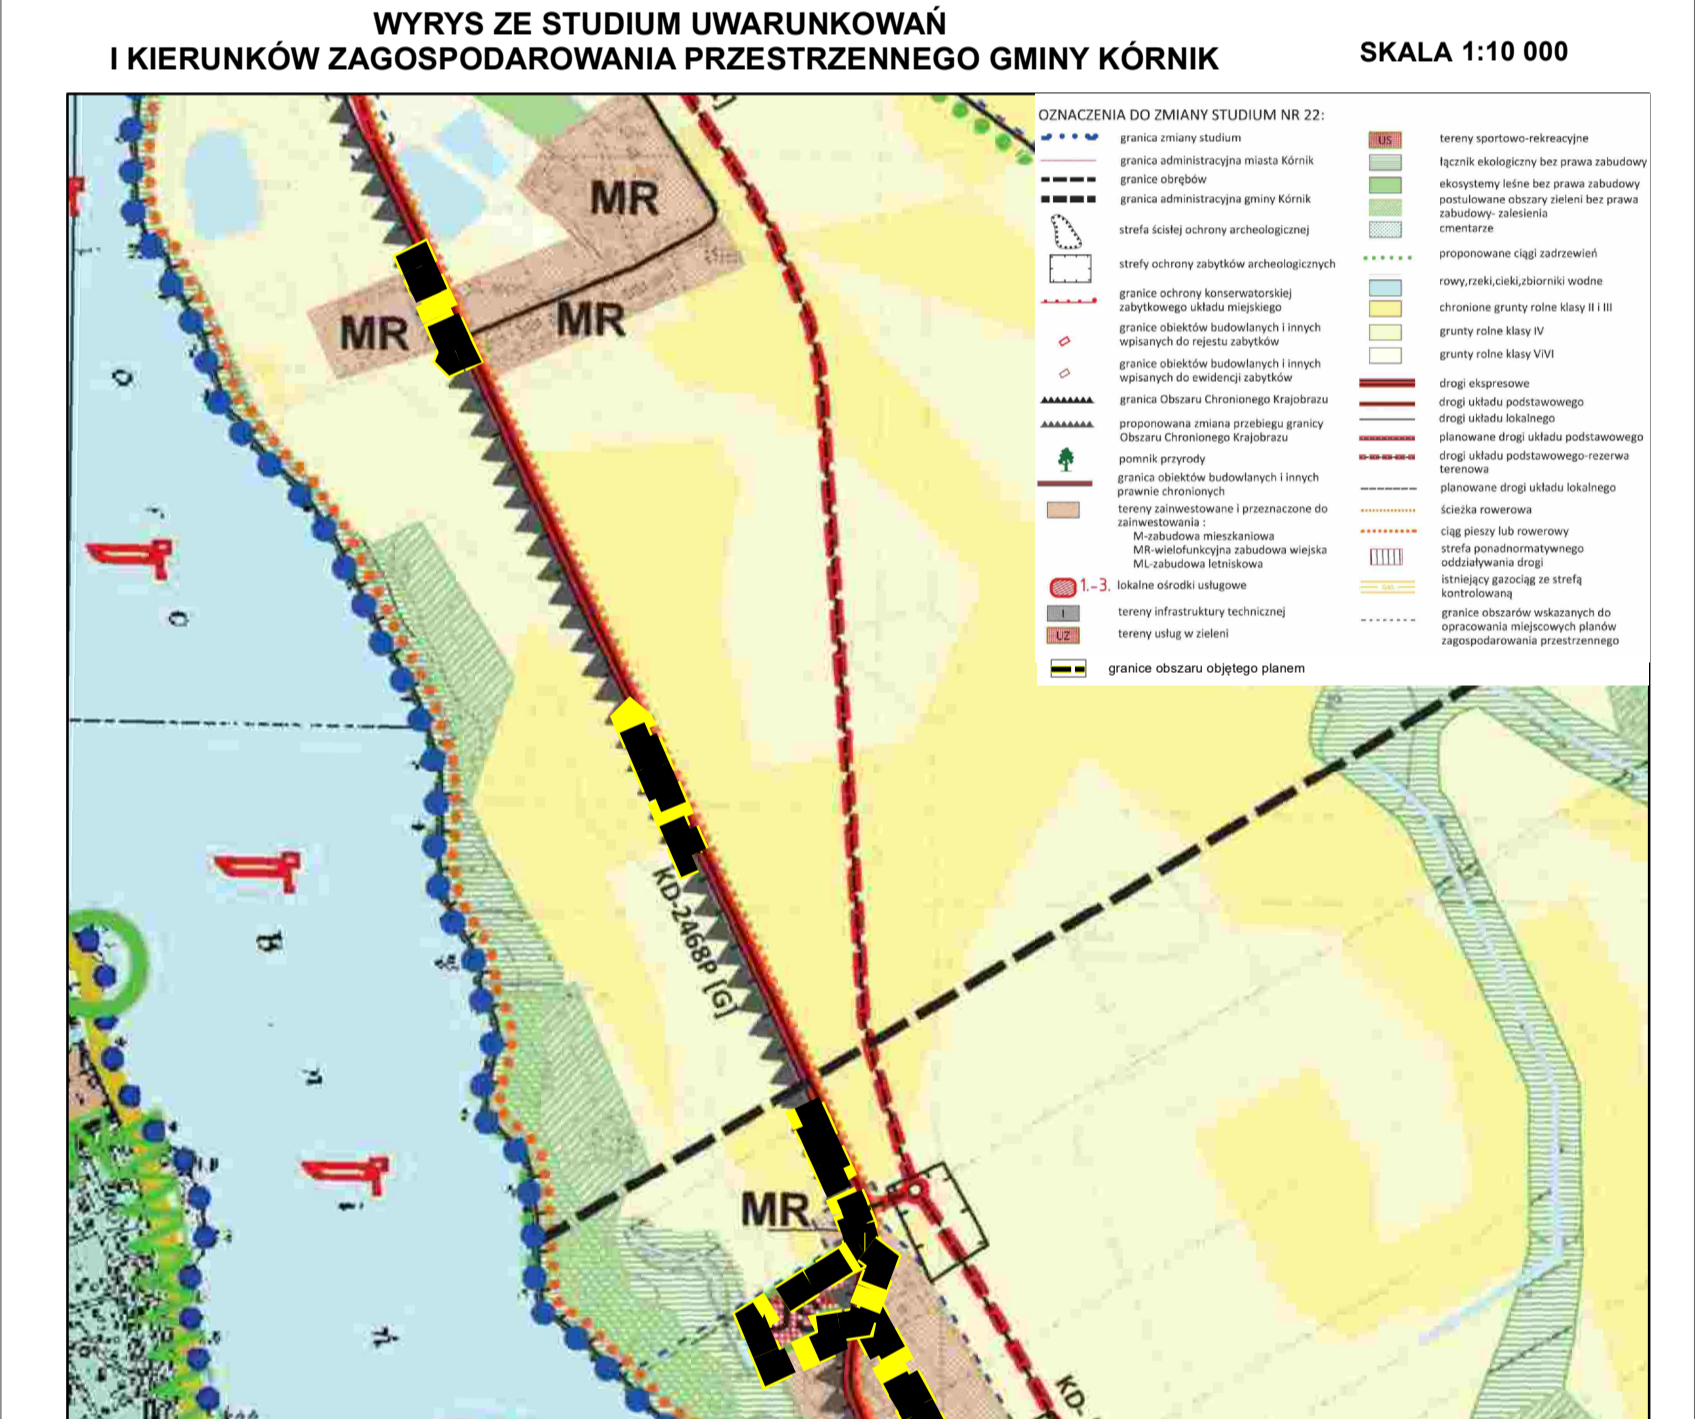 WYRYS ZE STUDIUM UWARUNKOWAŃ
I KIERUNKÓW ZAGOSPODAROWANIA PRZESTRZENNEGO GMINY KÓRNIK
SKALA 1:10 000
OZNACZENIA DO ZMIANY STUDIUM NR 22:
granica zmiany studium
granica administracyjna miasta Kórnik
granice obrębów
granica administracyjna gminy Kórnik
strefa ścisłej ochrony archeologicznej
strefy ochrony zabytków archeologicznych
granice ochrony konserwatorskiej
zabytkowego układu miejskiego
granice obiektów budowlanych i innych
wpisanych do rejestu zabytków
granice obiektów budowlanych i innych
wpisanych do ewidencji zabytków
granica Obszaru Chronionego Krajobrazu
proponowana zmiana przebiegu granicy
Obszaru Chronionego Krajobrazu
pomnik przyrody
granica obiektów budowlanych i innych
prawnie chronionych
tereny zainwestowane i przeznaczone do
zainwestowania :
M-zabudowa mieszkaniowa
MR-wielofunkcyjna zabudowa wiejska
ML-zabudowa letniskowa
1.-3. lokalne ośrodki usługowe
I tereny infrastruktury technicznej
UZ tereny usług w zieleni
granice obszaru objętego planem
US tereny sportowo-rekreacyjne
łącznik ekologiczny bez prawa zabudowy
ekosystemy leśne bez prawa zabudowy
postulowane obszary zieleni bez prawa
zabudowy- zalesienia
cmentarze
proponowane ciągi zadrzewień
rowy,rzeki,cieki,zbiorniki wodne
chronione grunty rolne klasy II i III
grunty rolne klasy IV
grunty rolne klasy ViVI
drogi ekspresowe
drogi układu podstawowego
drogi układu lokalnego
planowane drogi układu podstawowego
drogi układu podstawowego-rezerwa
terenowa
planowane drogi układu lokalnego
ścieżka rowerowa
ciąg pieszy lub rowerowy
strefa ponadnormatywnego
oddziaływania drogi
istniejący gazociąg ze strefą
kontrolowaną
granice obszarów wskazanych do
opracowania miejscowych planów
zagospodarowania przestrzennego
MR
MR
MR
KD-2468P [G]
MR
KD-